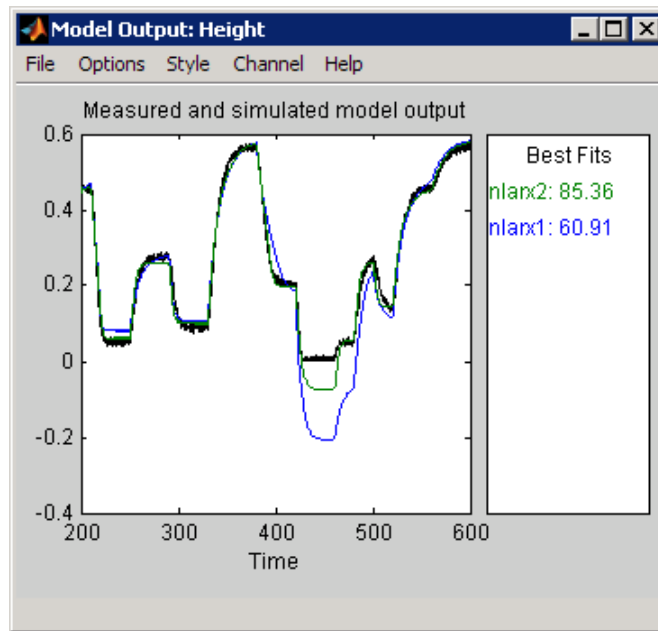 Model Output: Height
File Options Style Channel Help
Measured and simulated model output
0.6
0.4
0.2
0
-0.2
-0.4
200 300 400 500 600
Time
Best Fits
nlarx2: 85.36
nlarx1: 60.91